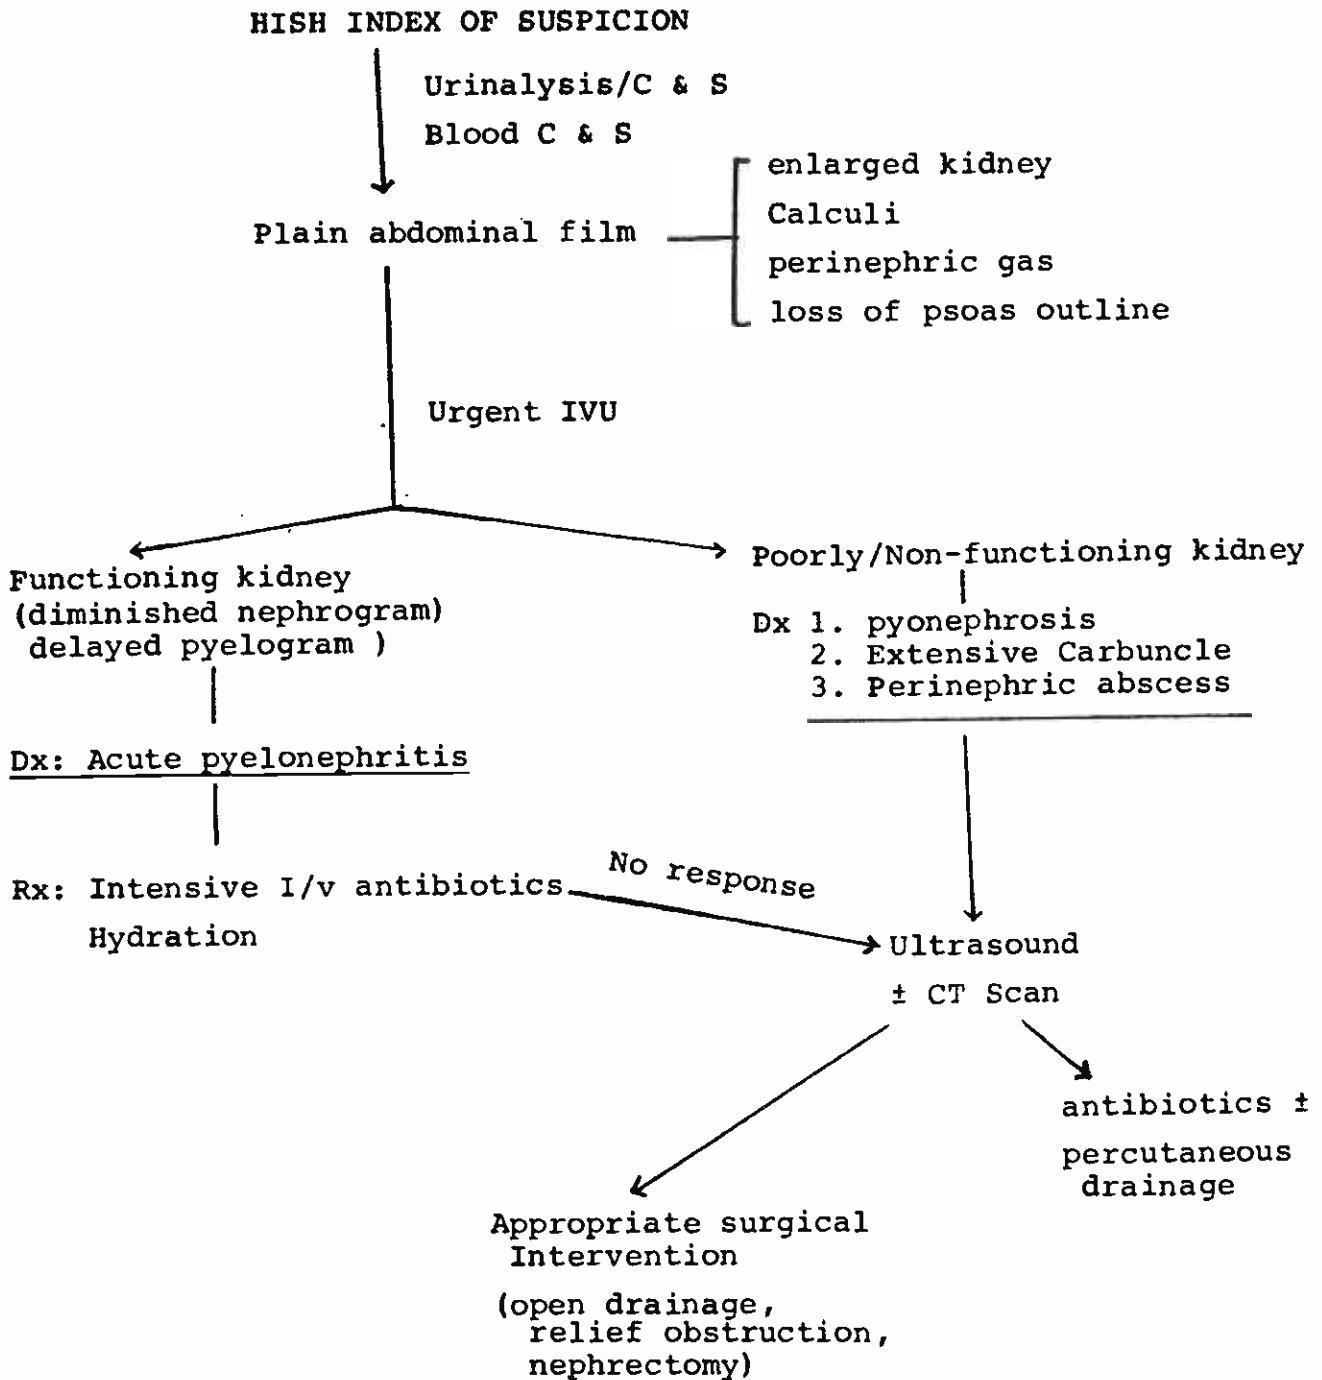 HISH INDEX OF SUSPICION
Urinalysis/C & S
Blood C & S
Plain abdominal film
enlarged kidney
Calculi
perinephric gas
loss of psoas outline
Urgent IVU
Functioning kidney
(diminished nephrogram)
delayed pyelogram )
Dx: Acute pyelonephritis
Rx: Intensive I/v antibiotics
Hydration
No response
Poorly/Non-functioning kidney
Dx 1. pyonephrosis
2. Extensive Carbuncle
3. Perinephric abscess
Ultrasound
± CT Scan
Appropriate surgical
Intervention
(open drainage,
relief obstruction,
nephrectomy)
antibiotics ±
percutaneous
drainage